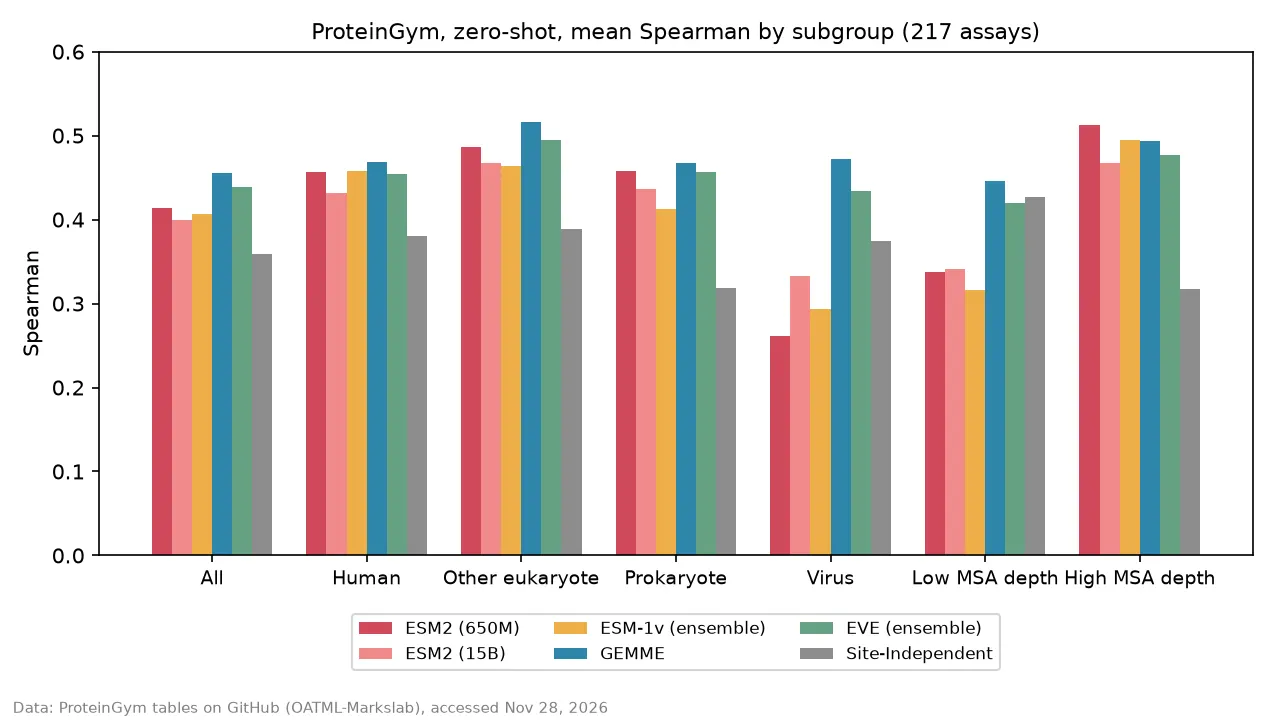 ProteinGym, zero-shot, mean Spearman by subgroup (217 assays)
Spearman
0.6
0.5
0.4
0.3
0.2
0.1
0.0
All Human Other eukaryote Prokaryote Virus Low MSA depth High MSA depth
ESM2 (650M) ESM-1v (ensemble) EVE (ensemble)
ESM2 (15B) GEMME Site-Independent
Data: ProteinGym tables on GitHub (OATML-Markslab), accessed Nov 28, 2026